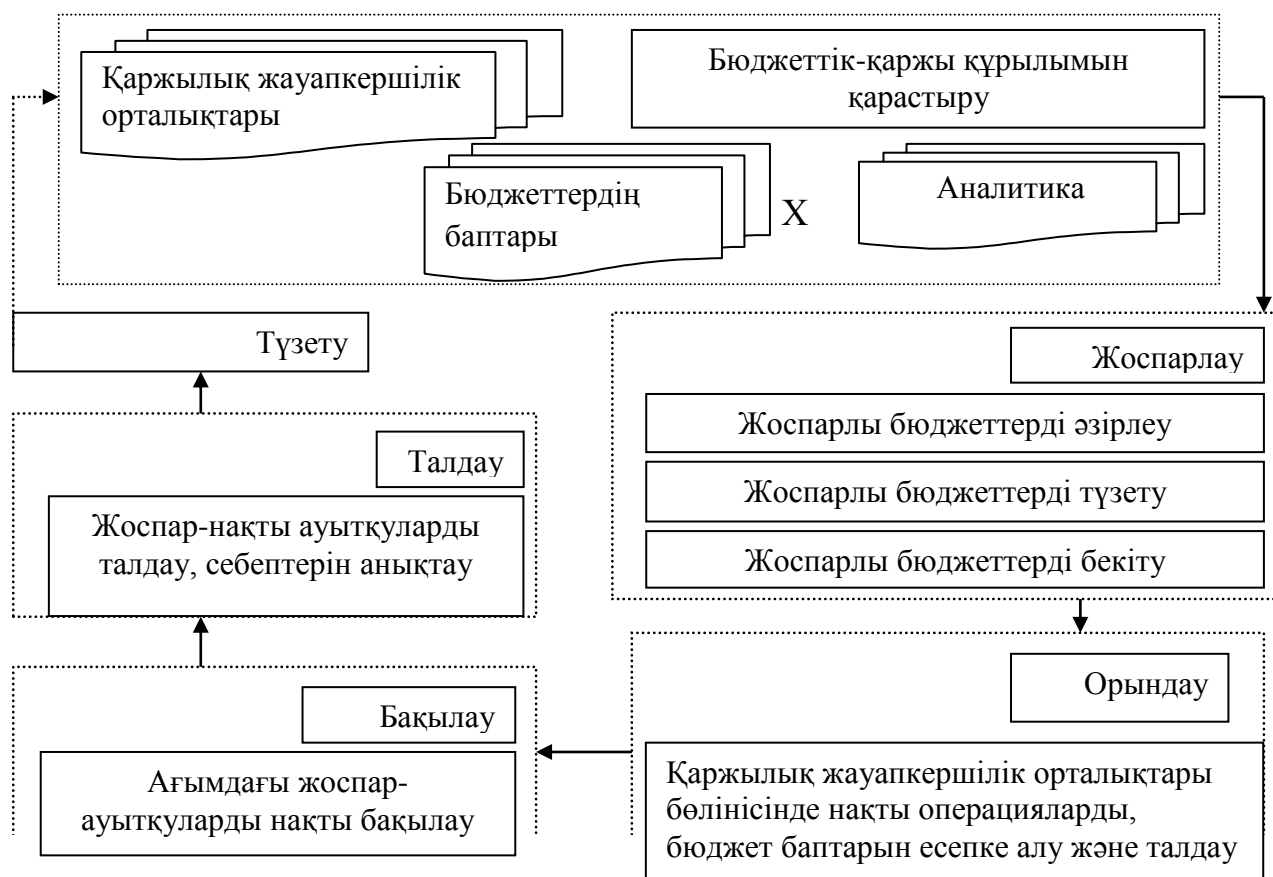 Қаржылық жауапкершілік
орталықтары
Бюджеттік-қаржы құрылымын
қарастыру
Бюджеттердің
баптары
X
Аналитика
Түзету
Жоспарлау
Жоспарлы бюджеттерді әзірлеу
Жоспарлы бюджеттерді түзету
Жоспарлы бюджеттерді бекіту
Талдау
Жоспар-нақты ауытқуларды
талдау, себептерін анықтау
Орындау
Қаржылық жауапкершілік орталықтары
бөлінісінде нақты операцияларды,
бюджет баптарын есепке алу және талдау
Бақылау
Ағымдағы жоспар-
ауытқуларды нақты бақылау